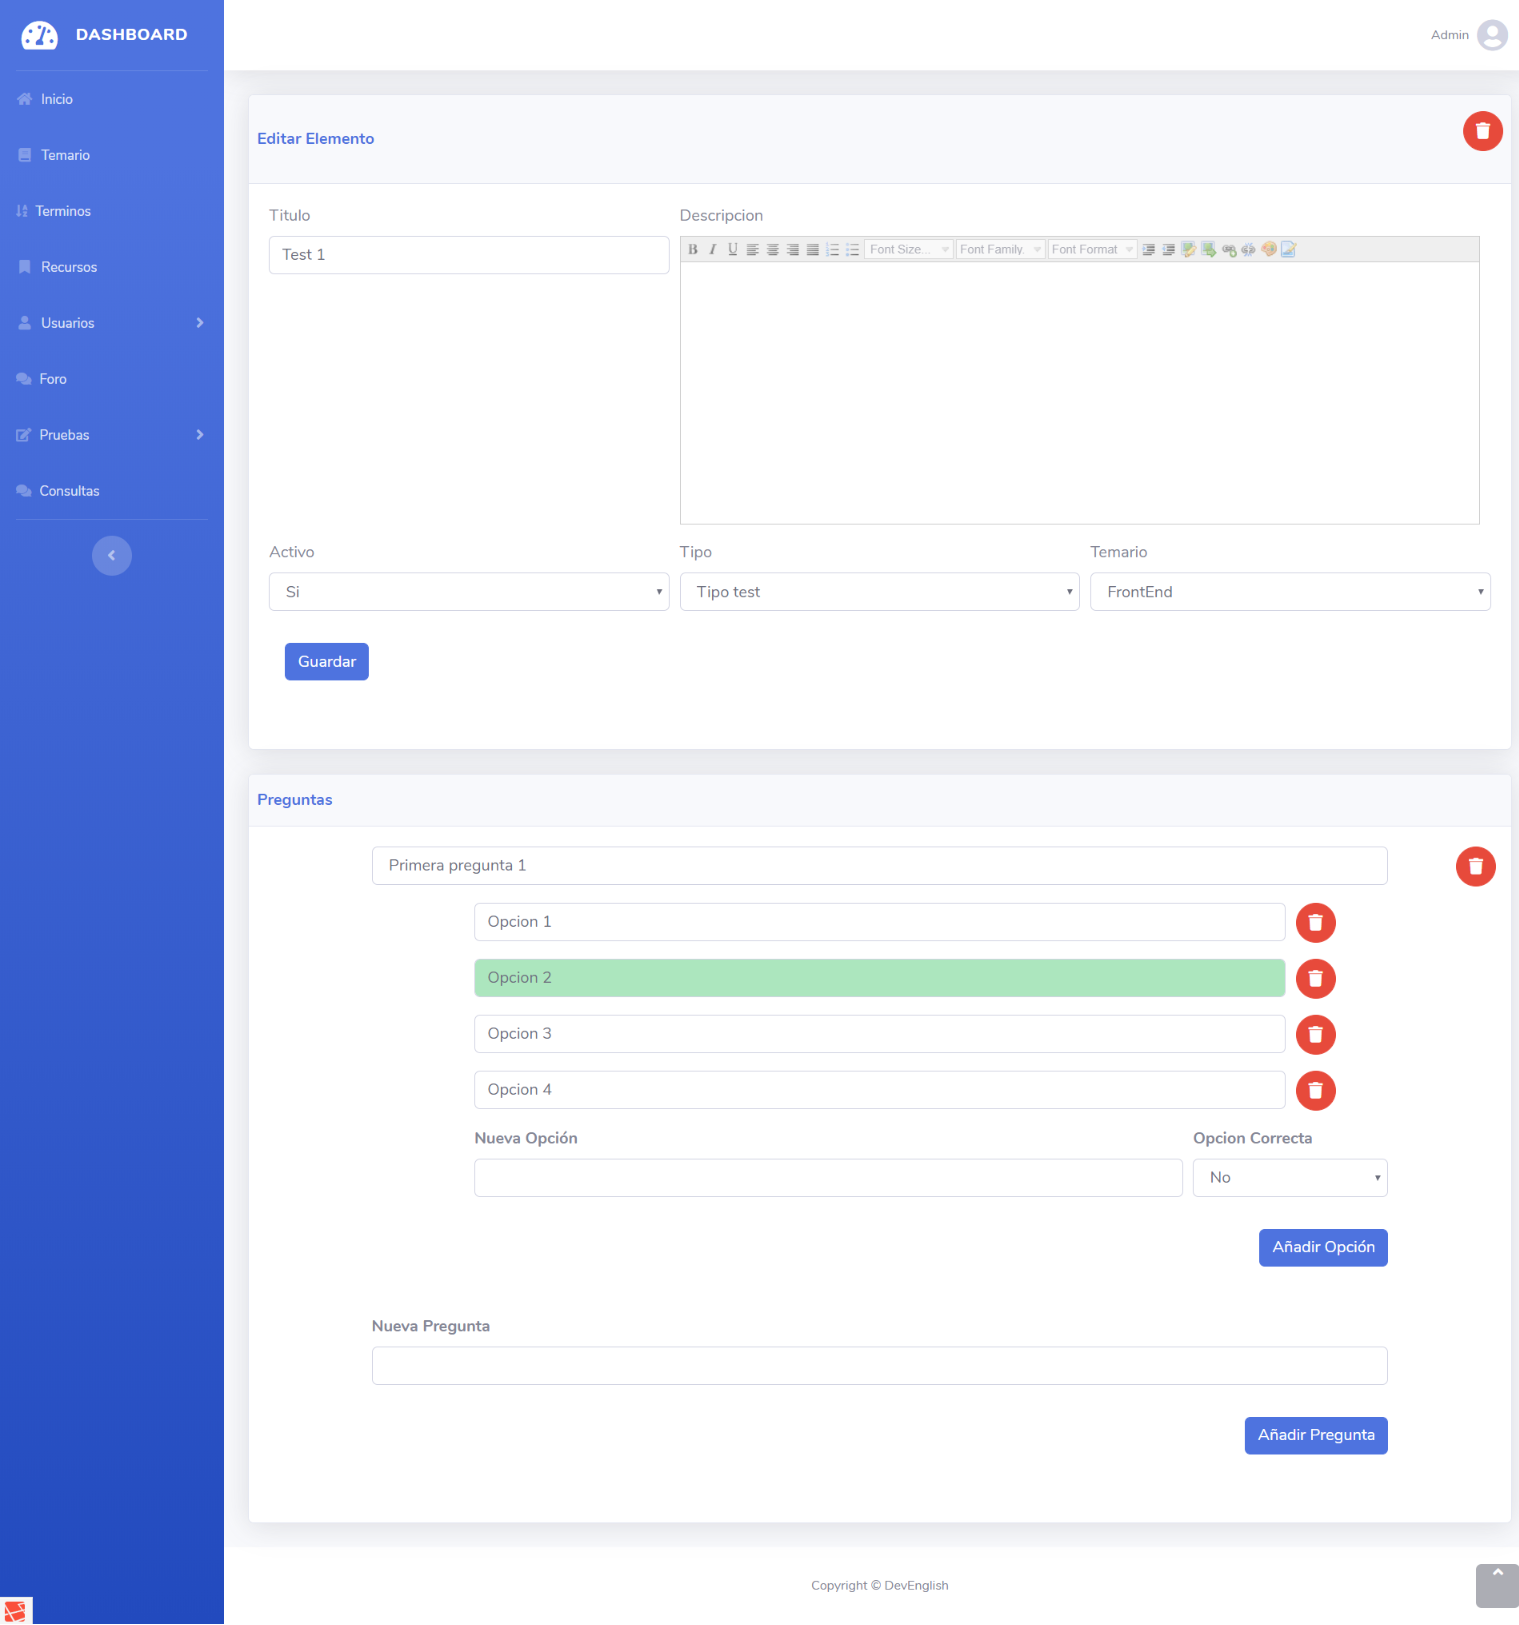 DASHBOARD
Admin
Inicio
Temario
Terminos
Recursos
Usuarios
Foro
Pruebas
Consultas
Editar Elemento
Titulo
Descripcion
Test 1
B I U Font Size... Font Family. Font Format
Activo
Tipo
Temario
Si
Tipo test
FrontEnd
Guardar
Preguntas
Primera pregunta 1
Opcion 1
Opcion 2
Opcion 3
Opcion 4
Nueva Opción
Opcion Correcta
No
Añadir Opción
Nueva Pregunta
Añadir Pregunta
Copyright © DevEnglish